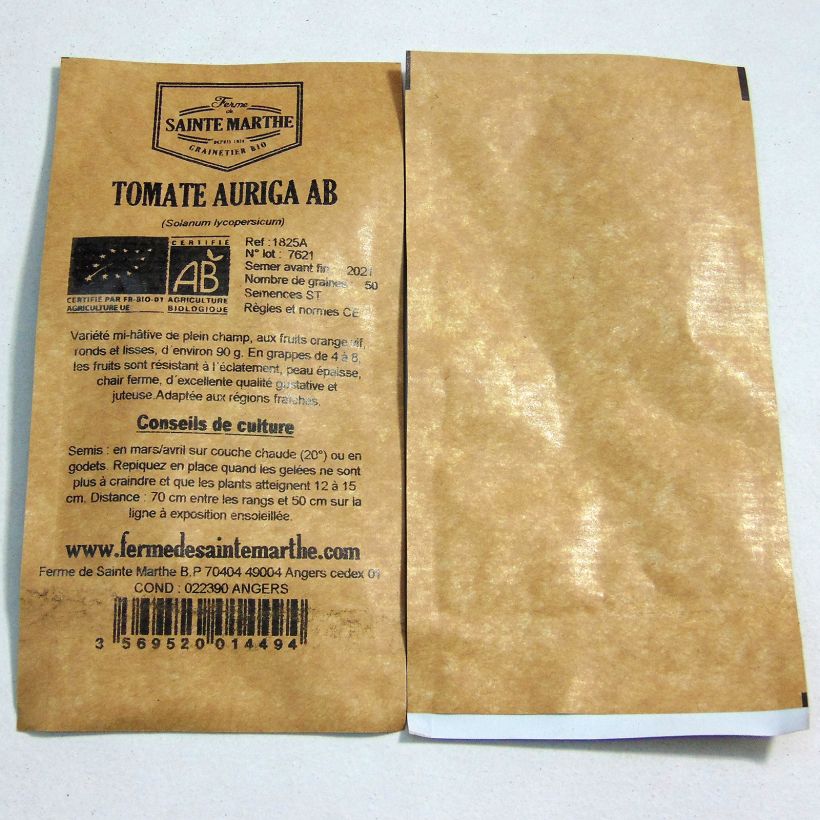 Ferme
de
SAINTE MARTHE
DEPUIS 1924
GRAINETIER BIO
TOMATE AURIGA AB
(Solanum lycopersicum)
CERTIFIÉ
AB
CERTIFIÉ PAR FR-BIO-01
AGRICULTURE UE
AGRICULTURE
BIOLOGIQUE
Ref : 1825A
N° lot : 7621
Semer avant fin 2021
Nombre de graines 50
Semences ST
Règles et normes CE
Variété mi-hâtive de plein champ, aux fruits orange vif,
ronds et lisses, d'environ 90 g. En grappes de 4 à 8,
les fruits sont résistant à l'éclatement, peau épaisse,
chair ferme, d'excellente qualité gustative et
juteuse.Adaptée aux régions fraîches.
Conseils de culture
Semis : en mars/avril sur couche chaude (20°) ou en
godets. Repiquez en place quand les gelées ne sont
plus à craindre et que les plants atteignent 12 à 15
cm. Distance : 70 cm entre les rangs et 50 cm sur la
ligne à exposition ensoleillée.
www.fermedesaintemarthe.com
Ferme de Sainte Marthe B.P 70404 49004 Angers cedex 01
COND : 022390 ANGERS
3 569520 014494